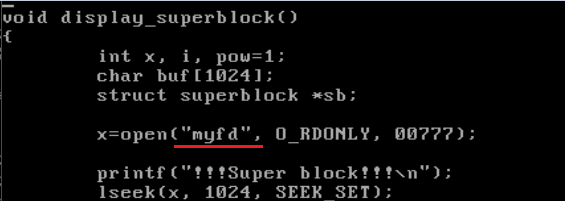 void display_superblock()
{
int x, i, pow=1;
char buf[1024];
struct superblock *sb;
x=open("myfd", O_RDONLY, 00777);
printf("!!!Super block!!!\n");
lseek(x, 1024, SEEK_SET);